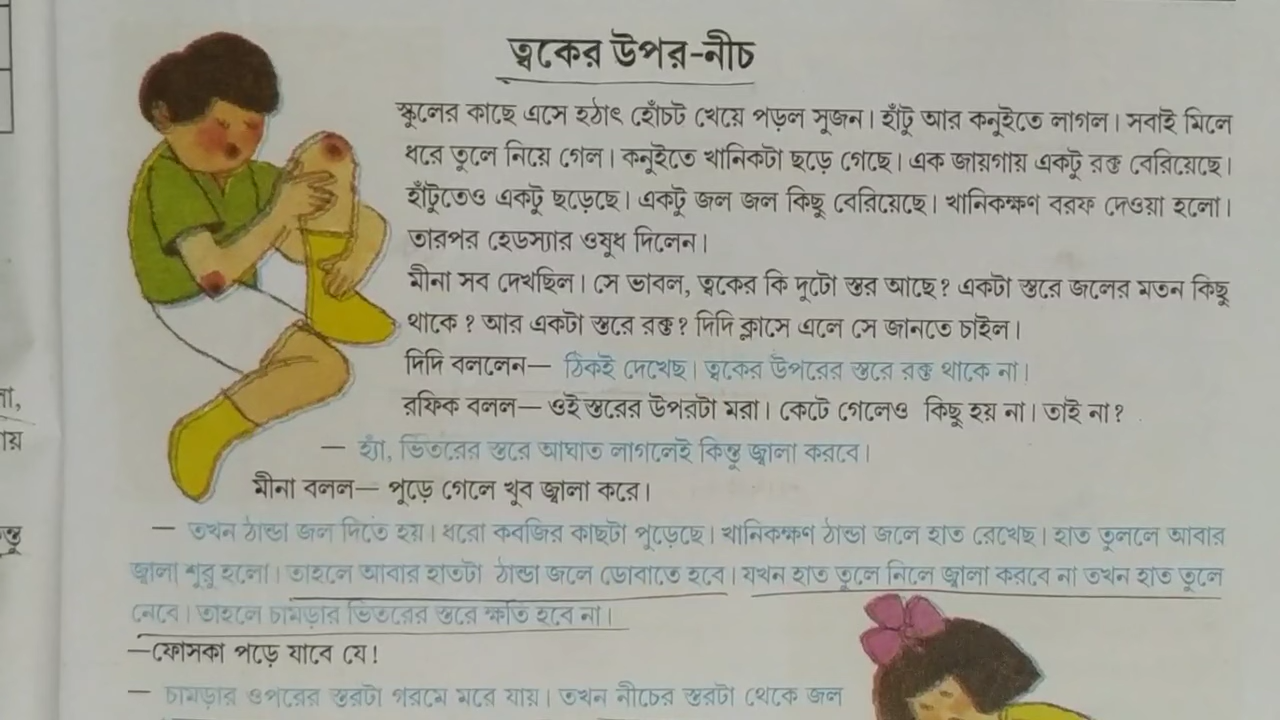 ত্বকের উপর-নীচ
স্কুলের কাছে এসে হঠাৎ হোঁচট খেয়ে পড়ল সুজন। হাঁটু আর কনুইতে লাগল। সবাই মিলে
ধরে তুলে নিয়ে গেল। কনুইতে খানিকটা ছড়ে গেছে। এক জায়গায় একটু রক্ত বেরিয়েছে।
হাঁটুতেও একটু ছড়েছে। একটু জল জল কিছু বেরিয়েছে। খানিকক্ষণ বরফ দেওয়া হলো।
তারপর হেডস্যার ওষুধ দিলেন।
মীনা সব দেখছিল। সে ভাবল, ত্বকের কি দুটো স্তর আছে? একটা স্তরে জলের মতন কিছু
থাকে? আর একটা স্তরে রক্ত? দিদি ক্লাসে এলে সে জানতে চাইল।
দিদি বললেন— ঠিকই দেখেছ। ত্বকের উপরের স্তরে রক্ত থাকে না।
রফিক বলল— ওই স্তরের উপরটা মরা। কেটে গেলেও কিছু হয় না। তাই না?
— হ্যাঁ, ভিতরের স্তরে আঘাত লাগলেই কিন্তু জ্বালা করবে।
মীনা বলল— পুড়ে গেলে খুব জ্বালা করে।
— তখন ঠান্ডা জল দিতে হয়। ধরো কবজির কাছটা পুড়েছে। খানিকক্ষণ ঠান্ডা জলে হাত রেখেছ। হাত তুললে আবার
জ্বালা শুরু হলো। তাহলে আবার হাতটা ঠান্ডা জলে ডোবাতে হবে। যখন হাত তুলে নিলে জ্বালা করবে না তখন হাত তুলে
নেবে। তাহলে চামড়ার ভিতরের স্তরে ক্ষতি হবে না।
—ফোসকা পড়ে যাবে যে!
— চামড়ার ওপরের স্তরটা গরমে মরে যায়। তখন নীচের স্তরটা থেকে জল